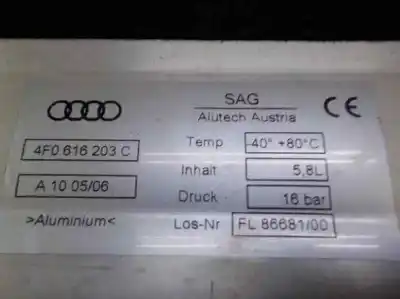 SAG
Alutech Austria
CE
4F0 616 203 C
A 10 05/06
>Aluminium<
Temp 40° +80°C
Inhalt 5,8L
Druck 16 bar
Los-Nr FL 86681/00